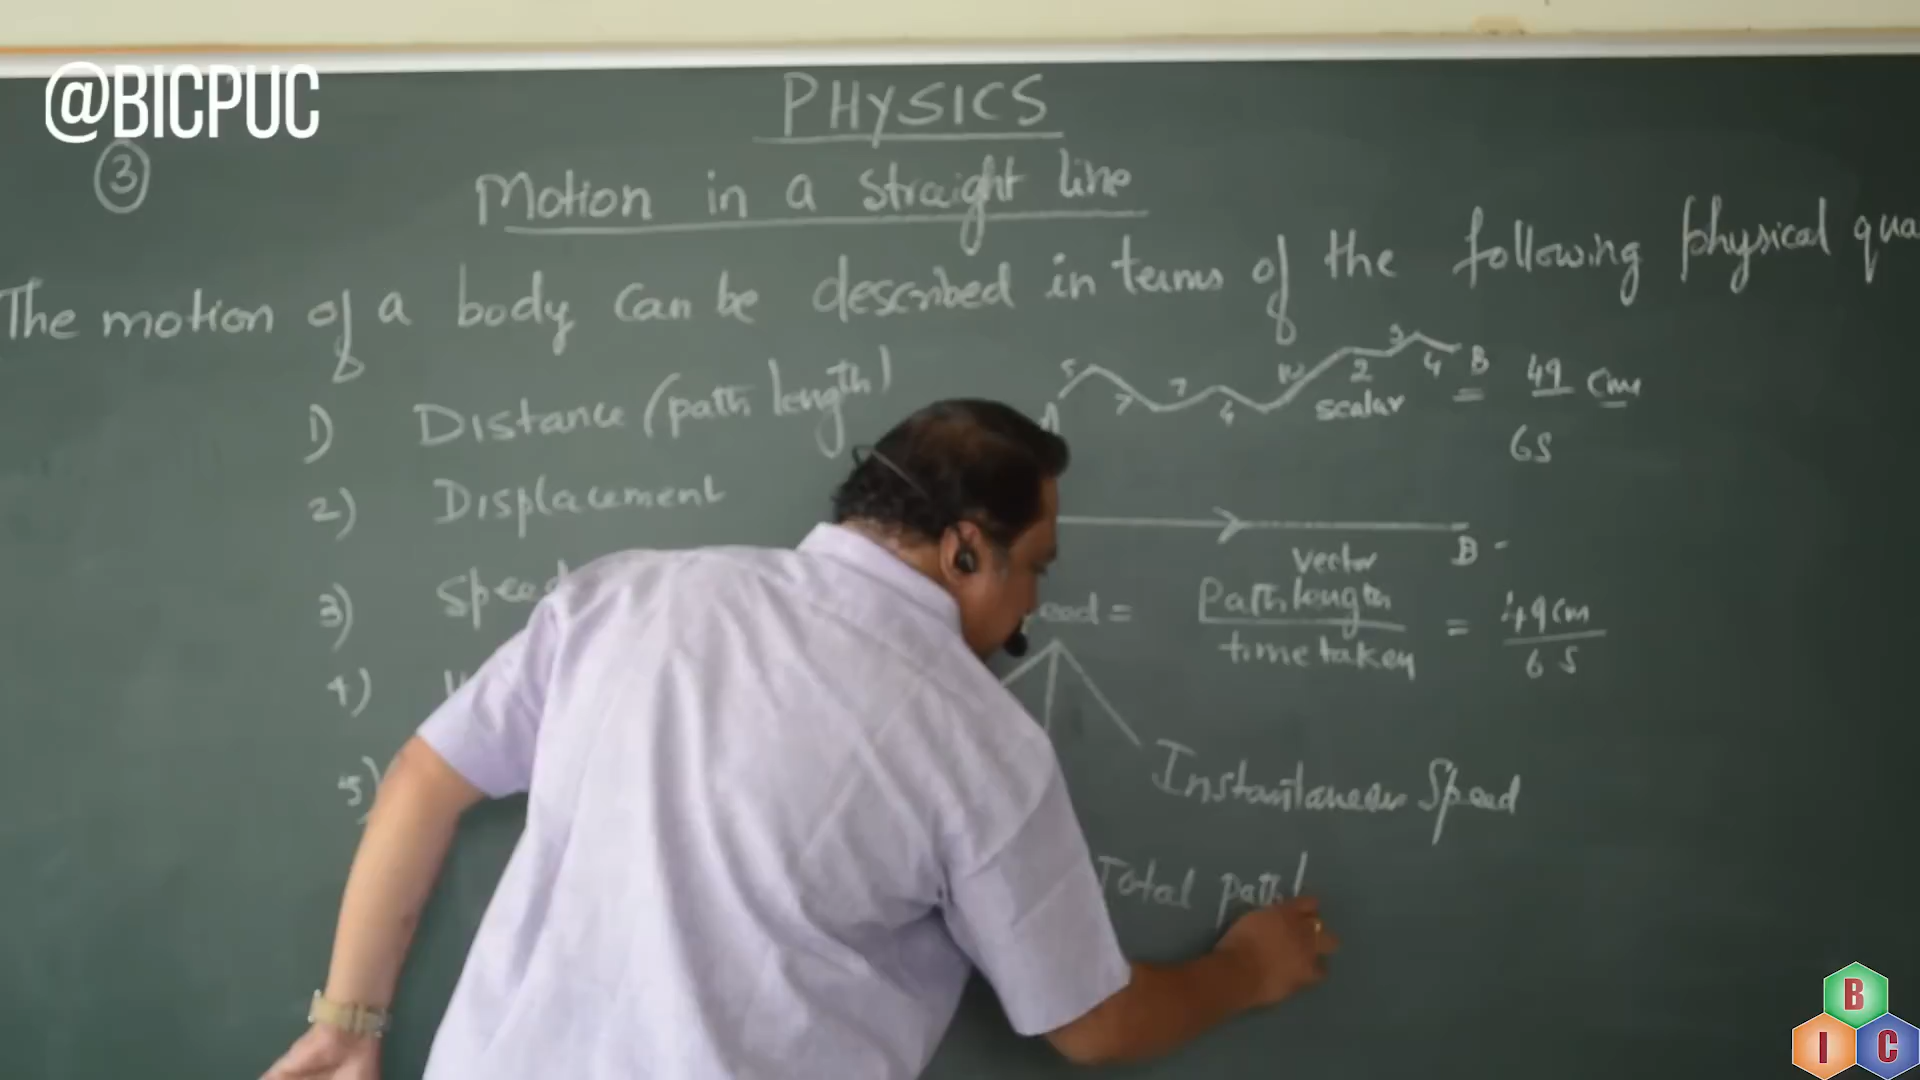 @BICPUC
PHYSICS
3
Motion in a straight line
The motion of a body can be described in terms of the following physical qua
5 7 7 4 2 3 4 B = 49 cm
A scalar
6S
1) Distance (path length)
2) Displacement
B
Vector
3) Speed
Path length
= 49 cm
time taken
6 S
4)
5)
Instantaneous Speed
Total path l
B
I C